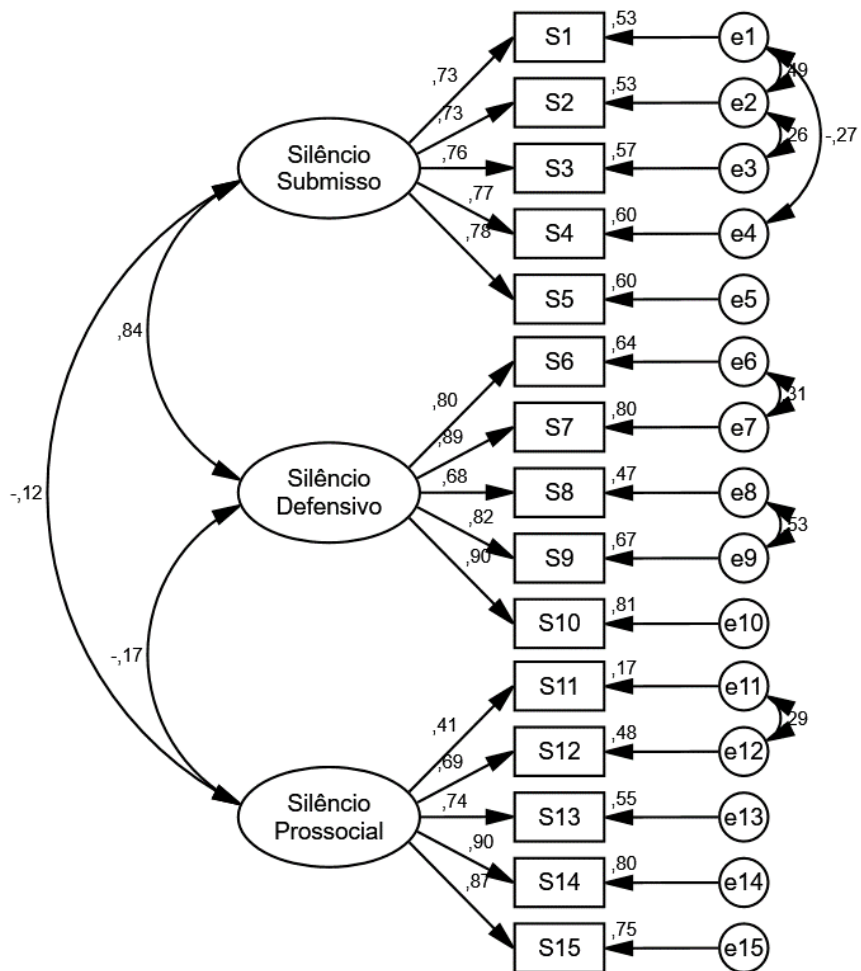 ,53
S1
e1
,49
,73
,53
S2
e2
,73
,26
-,27
,57
S3
e3
,76
Silêncio
Submisso
,77
,60
S4
e4
,78
,60
S5
e5
,84
,64
S6
e6
,80
,31
,80
S7
e7
,89
,47
S8
e8
,68
Silêncio
Defensivo
-,12
,82
,53
,67
S9
e9
,90
,81
S10
e10
-,17
,17
S11
e11
,41
,29
,48
S12
e12
,69
,55
S13
e13
,74
Silêncio
Prossocial
,90
,80
S14
e14
,87
,75
S15
e15